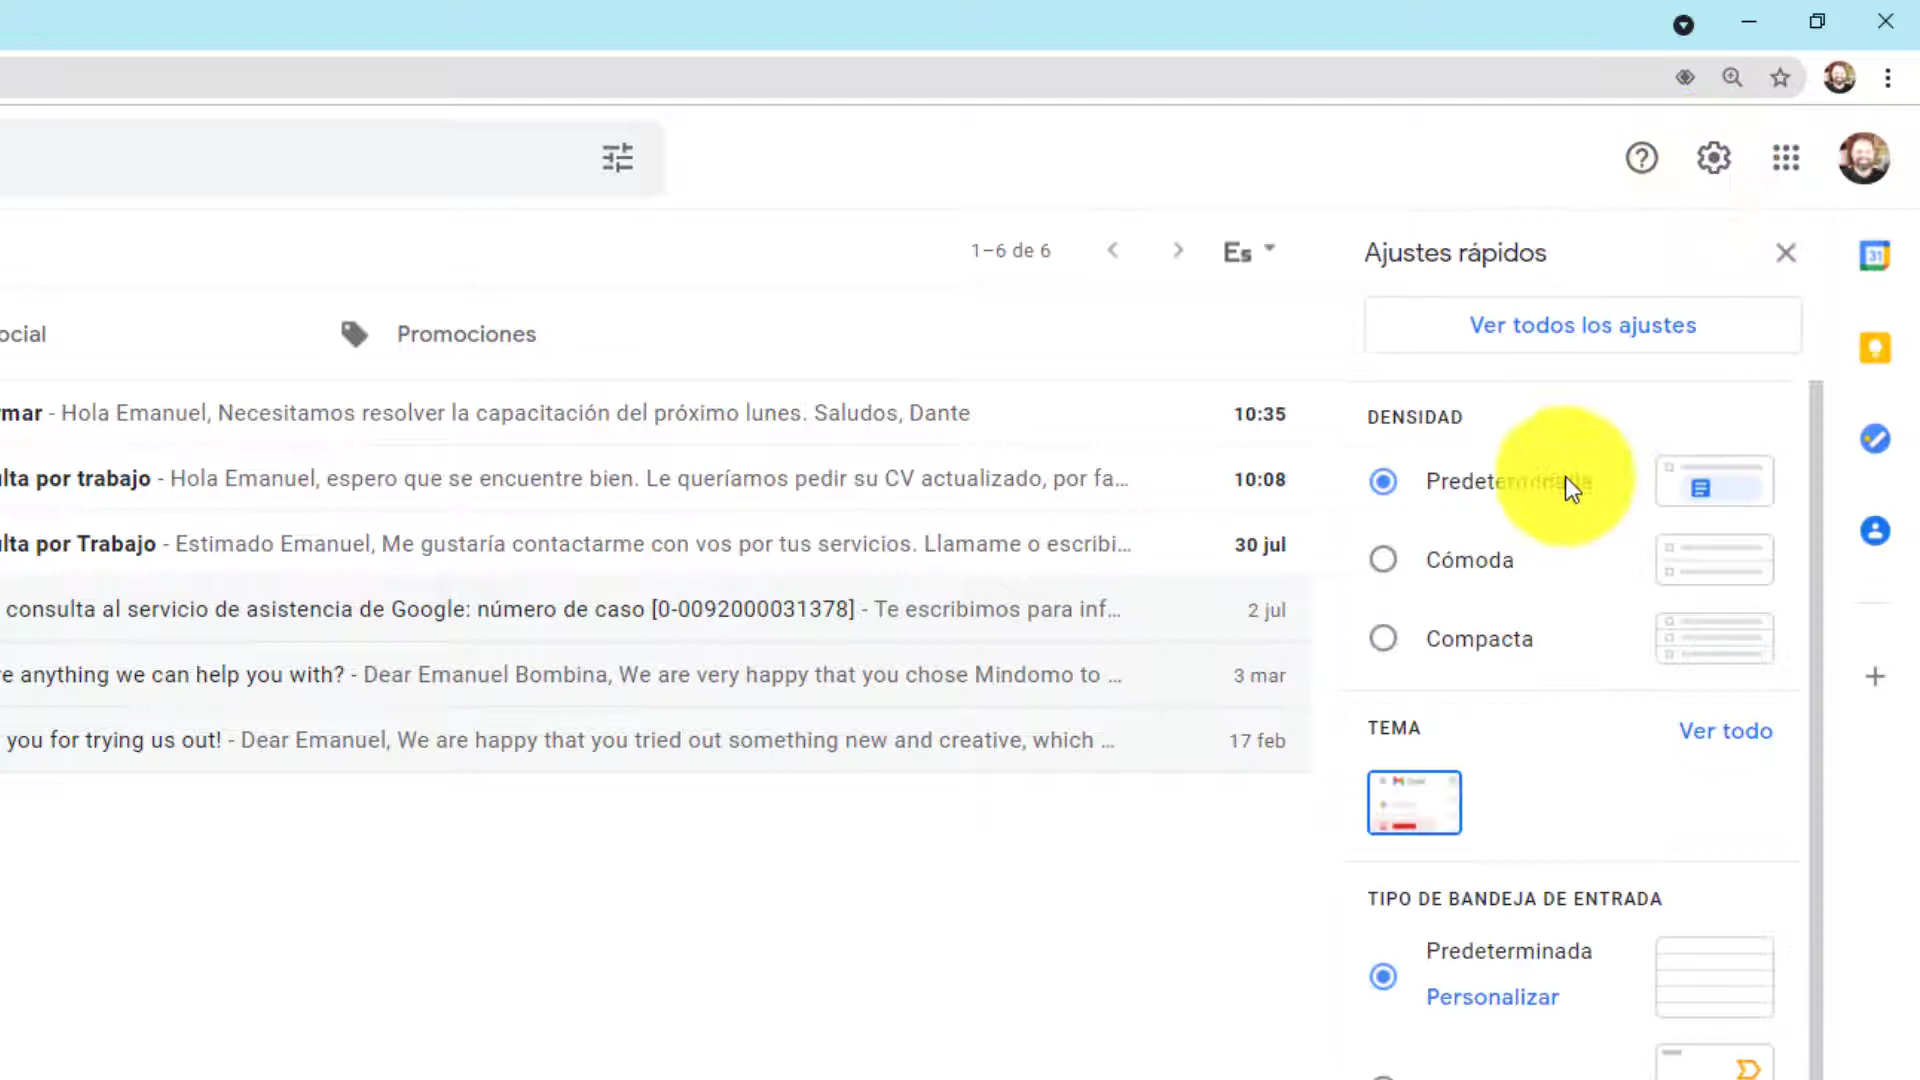 1–6 de 6
Es
ocial
Promociones
rmar - Hola Emanuel, Necesitamos resolver la capacitación del próximo lunes. Saludos, Dante
10:35
lta por trabajo - Hola Emanuel, espero que se encuentre bien. Le queríamos pedir su CV actualizado, por fa...
10:08
lta por Trabajo - Estimado Emanuel, Me gustaría contactarme con vos por tus servicios. Llamame o escribi...
30 jul
consulta al servicio de asistencia de Google: número de caso [0-0092000031378] - Te escribimos para inf...
2 jul
e anything we can help you with? - Dear Emanuel Bombina, We are very happy that you chose Mindomo to ...
3 mar
you for trying us out! - Dear Emanuel, We are happy that you tried out something new and creative, which ...
17 feb
Ajustes rápidos
Ver todos los ajustes
DENSIDAD
Predeterminada
Cómoda
Compacta
TEMA
Ver todo
TIPO DE BANDEJA DE ENTRADA
Predeterminada
Personalizar
31